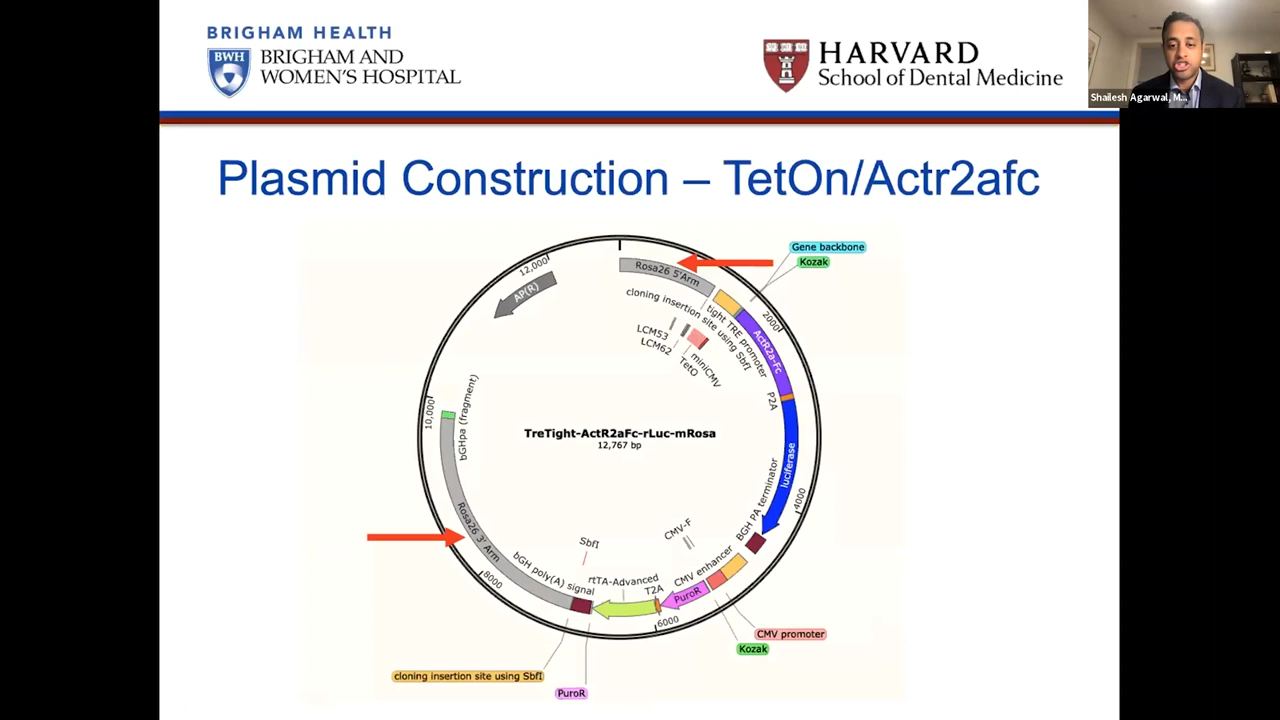 BRIGHAM HEALTH
BWH
BRIGHAM AND
WOMEN'S HOSPITAL
HARVARD
School of Dental Medicine
Shailesh Agarwal, M...
Plasmid Construction – TetOn/Actr2afc
Gene backbone
Kozak
12,000
Rosa26 5'Arm
AP(R)
cloning insertion site using SbfI
tight TRE promoter
2000
LCM53
LCM62
TetO
miniCMV
ActR2a-Fc
P2A
10,000
bGHpa (fragment)
TreTight-ActR2aFc-rLuc-mRosa
12,767 bp
luciferase
4000
BGH PA terminator
Rosa26 3' Arm
SbfI
CMV-F
CMV enhancer
8000
bGH poly(A) signal
rtTA-Advanced
T2A
PuroR
6000
CMV promoter
Kozak
cloning insertion site using SbfI
PuroR